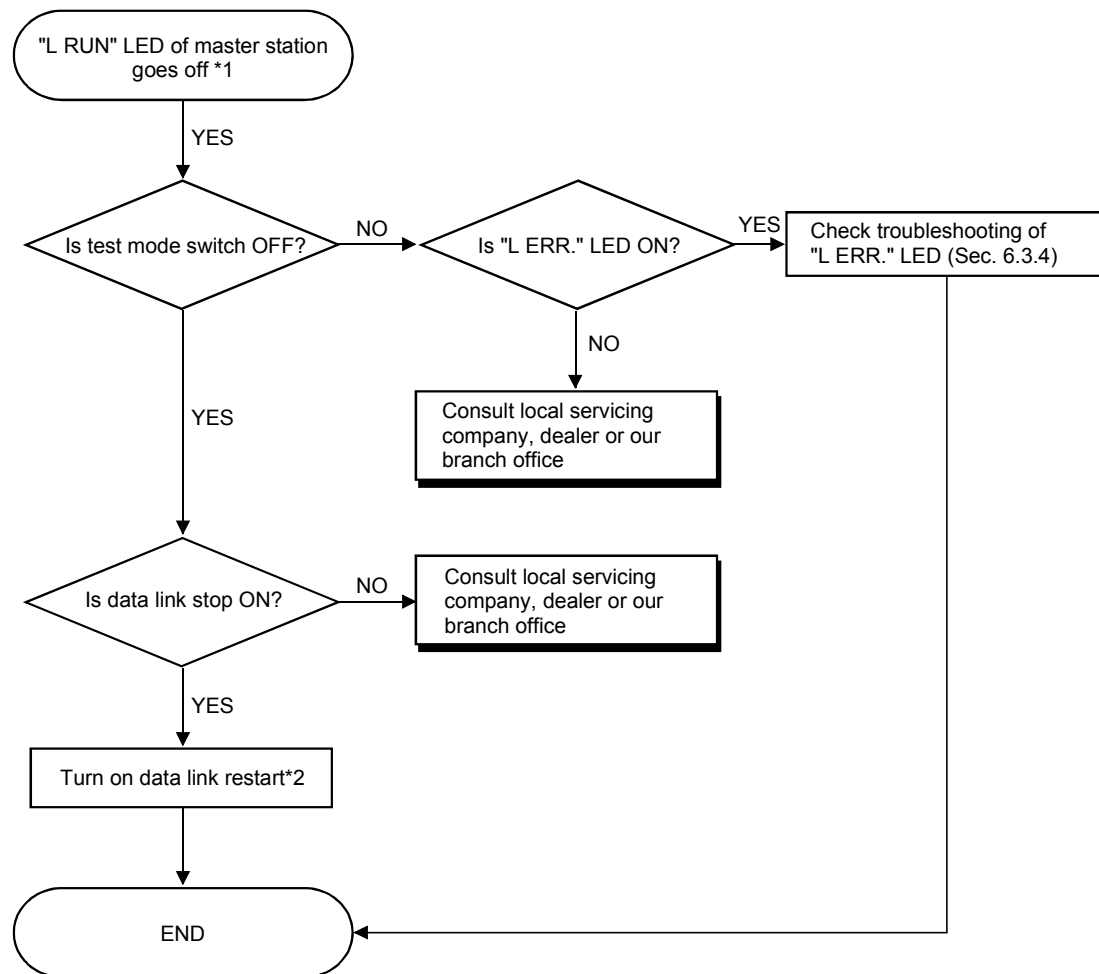 "L RUN" LED of master station
goes off *1
YES
Is test mode switch OFF?
NO
Is "L ERR." LED ON?
YES
Check troubleshooting of
"L ERR." LED (Sec. 6.3.4)
NO
Consult local servicing
company, dealer or our
branch office
YES
Is data link stop ON?
NO
Consult local servicing
company, dealer or our
branch office
YES
Turn on data link restart*2
END